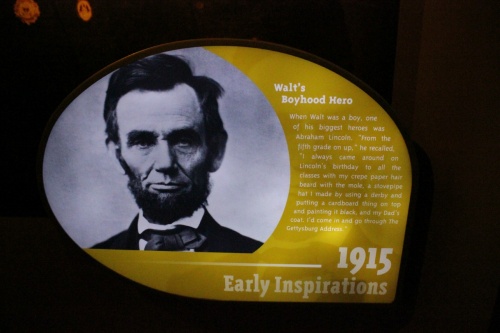 Walt's
Boyhood Hero
When Walt was a boy, one
of his biggest heroes was
Abraham Lincoln. "From the
fifth grade on up," he recalled,
"I always came around on
Lincoln's Birthday to all the
classes with my crepe paper hair
beard with the mole, a stovepipe
hat I made by using a derby and
putting a cardboard thing on top
and painting it black, and my Dad's
coat. I'd come in and go through The
Gettysburg Address."
1915
Early Inspirations